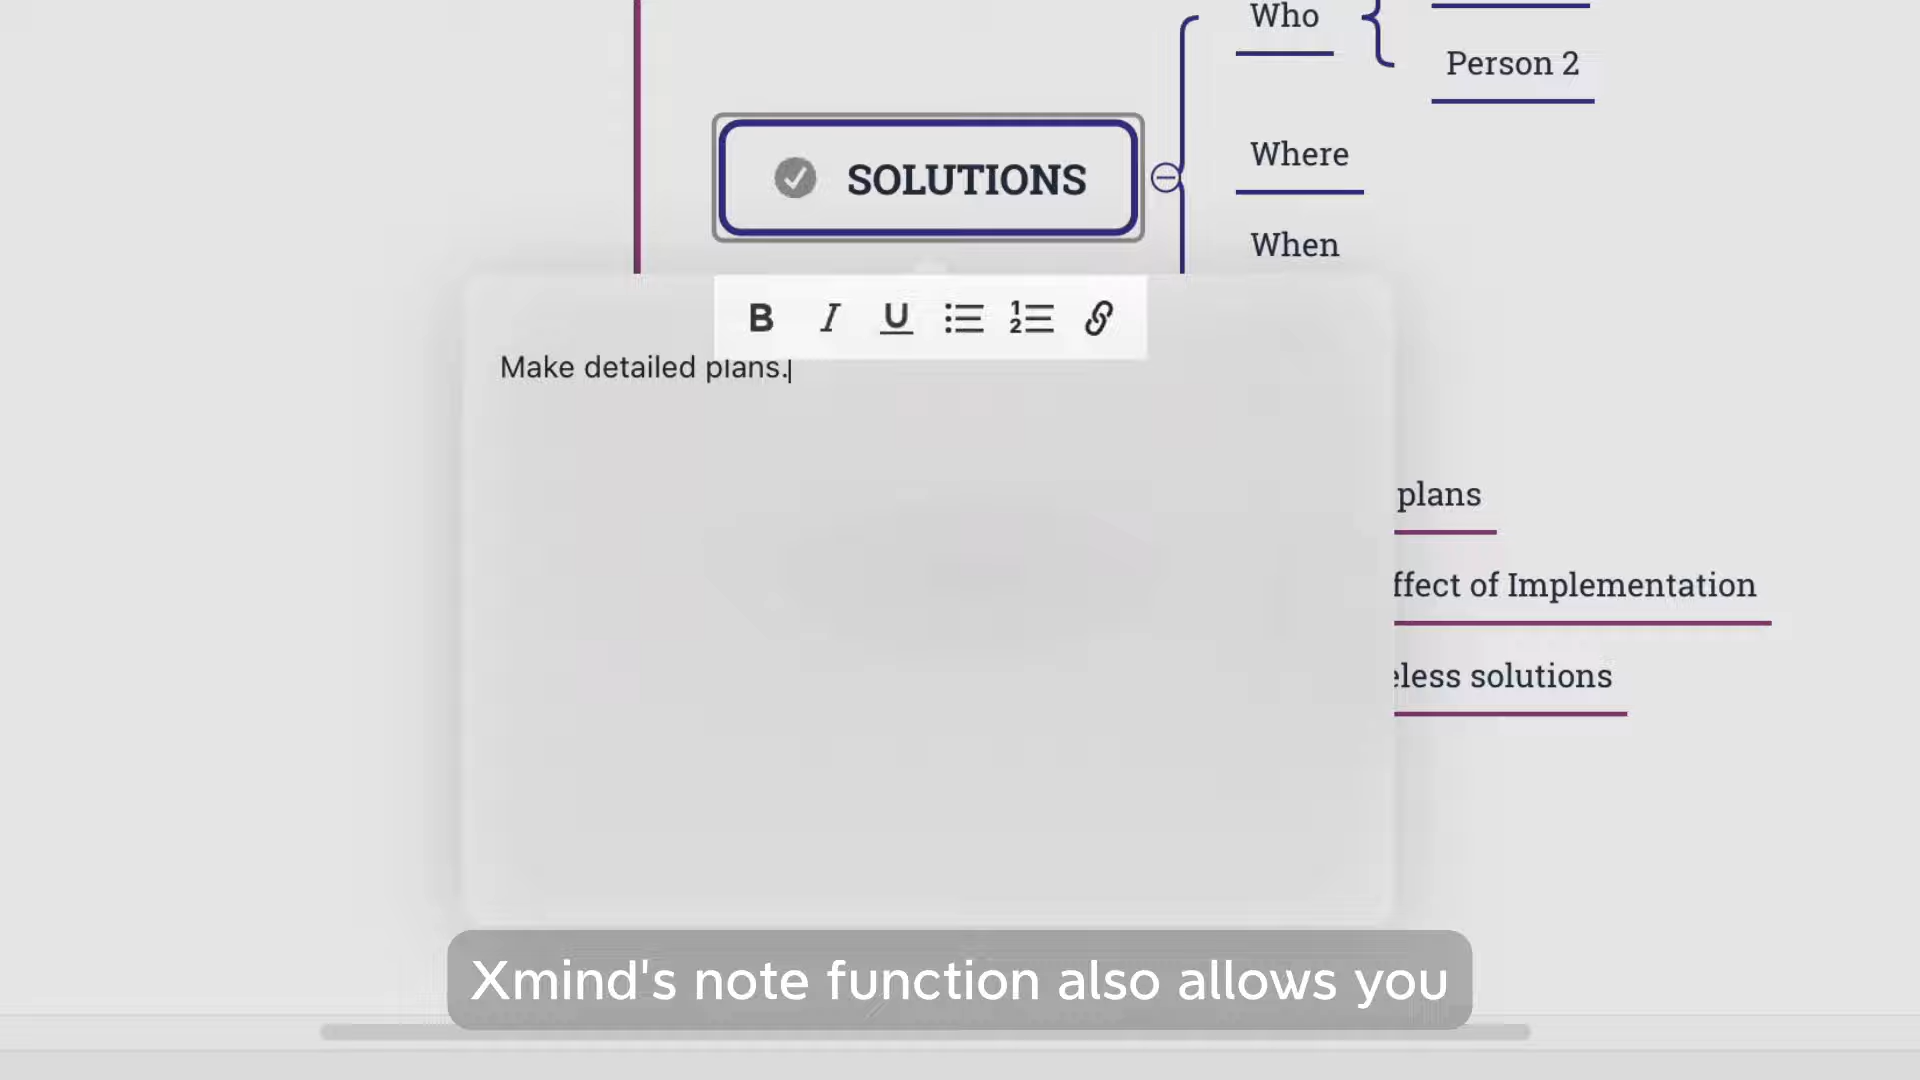 Who
Person 2
SOLUTIONS
Where
When
B I U
Make detailed plans.
plans
ffect of Implementation
eless solutions
Xmind's note function also allows you